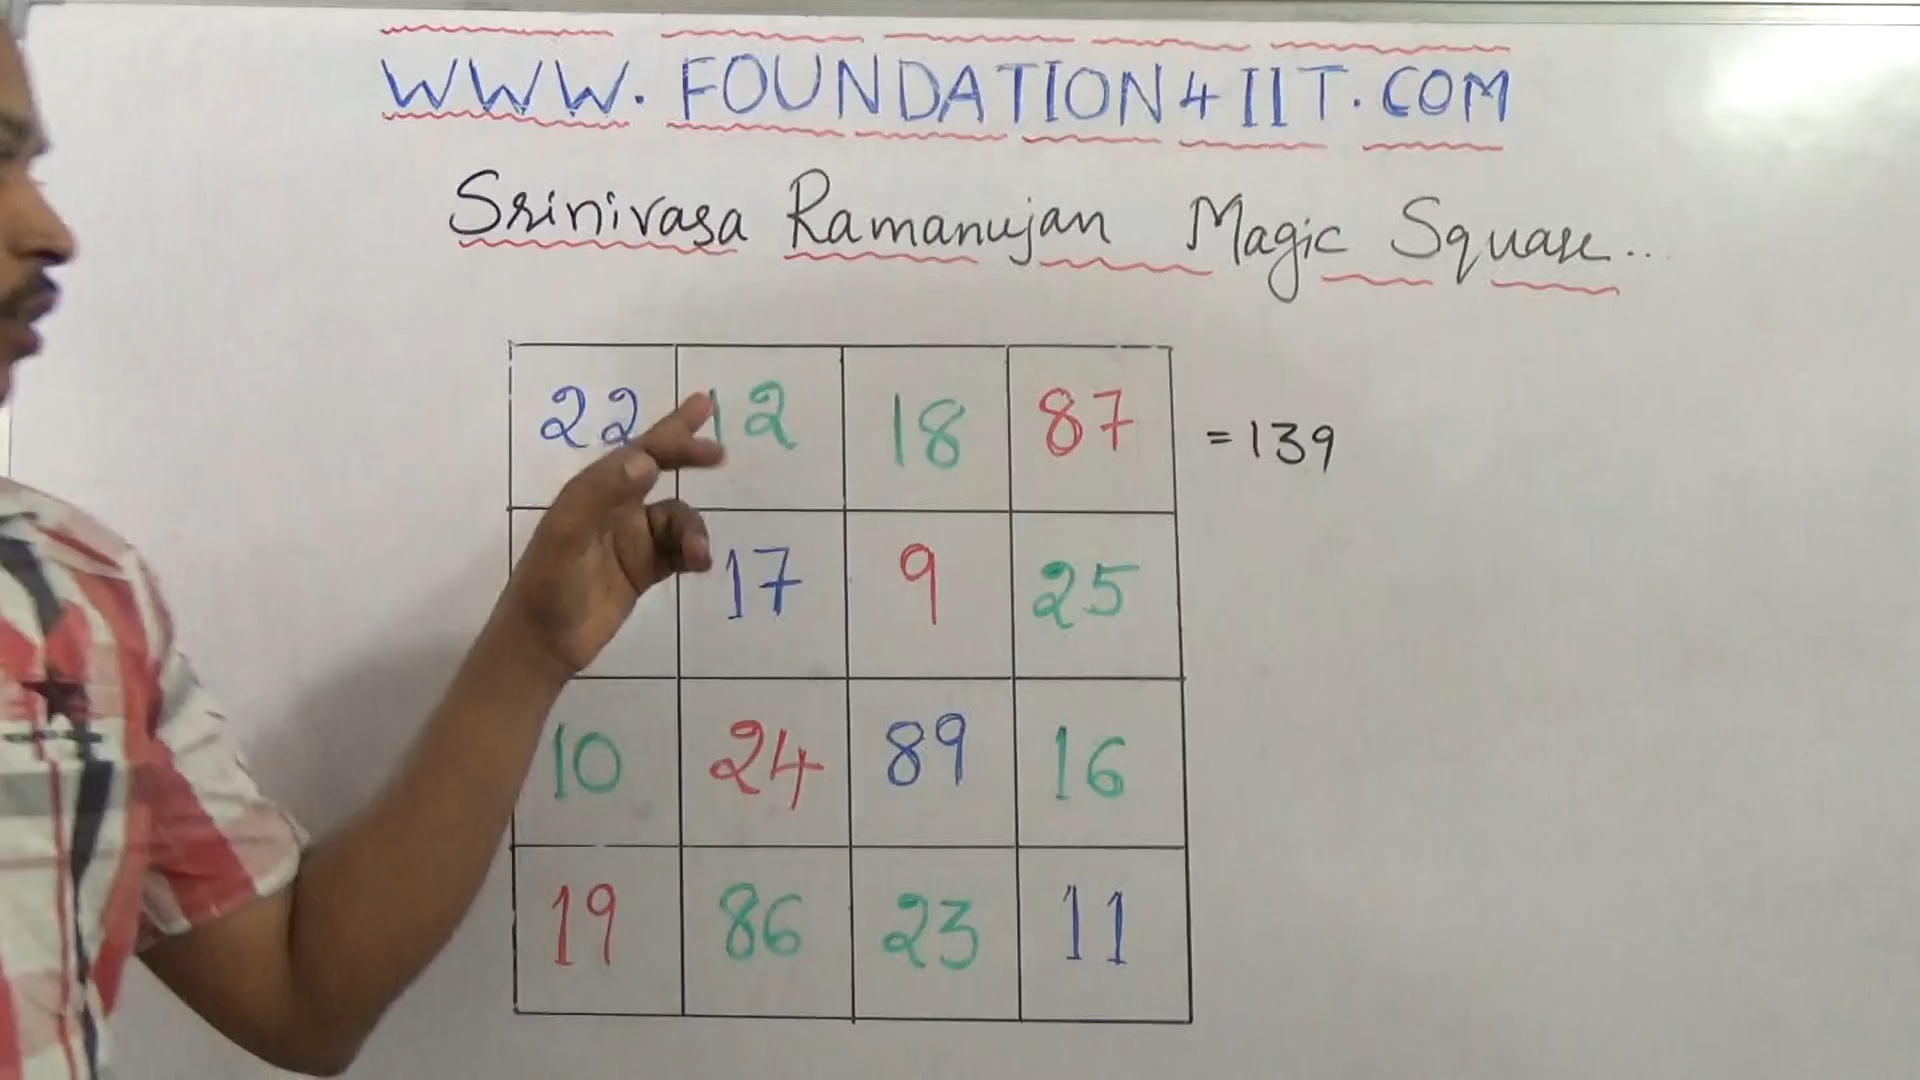 WWW.FOUNDATION4IIT.COM
Srinivasa Ramanujan Magic Square...
22 12 18 87 =139
17 9 25
10 24 89 16
19 86 23 11